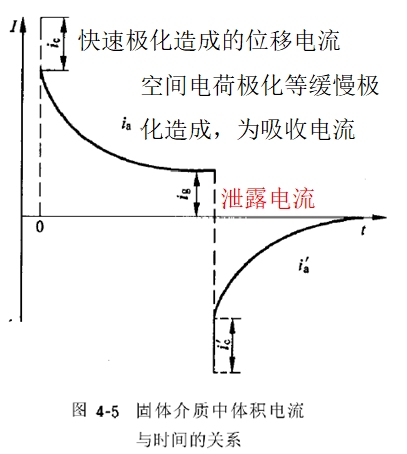 I
i_c
快速极化造成的位移电流
空间电荷极化等缓慢极
i_a
化造成，为吸收电流
i_g
泄露电流
0
t
i'_a
i'_c
图 4-5 固体介质中体积电流
与时间的关系